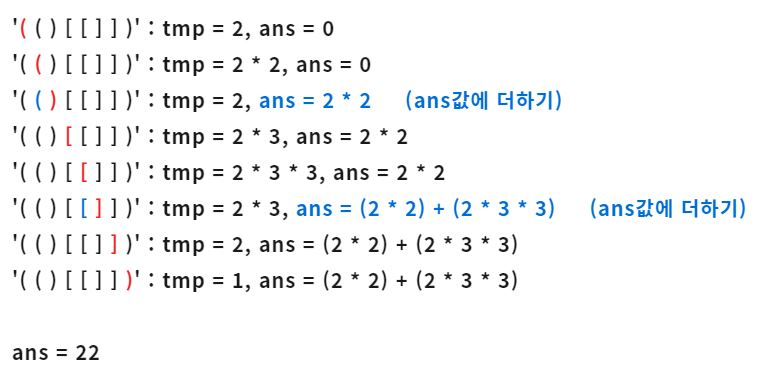 '( ( ) [ [ ] ] )' : tmp = 2, ans = 0
'( ( ) [ [ ] ] )' : tmp = 2 * 2, ans = 0
'( ( ) [ [ ] ] )' : tmp = 2, ans = 2 * 2 (ans값에 더하기)
'( ( ) [ [ ] ] )' : tmp = 2 * 3, ans = 2 * 2
'( ( ) [ [ ] ] )' : tmp = 2 * 3 * 3, ans = 2 * 2
'( ( ) [ [ ] ] )' : tmp = 2 * 3, ans = (2 * 2) + (2 * 3 * 3) (ans값에 더하기)
'( ( ) [ [ ] ] )' : tmp = 2, ans = (2 * 2) + (2 * 3 * 3)
'( ( ) [ [ ] ] )' : tmp = 1, ans = (2 * 2) + (2 * 3 * 3)
ans = 22